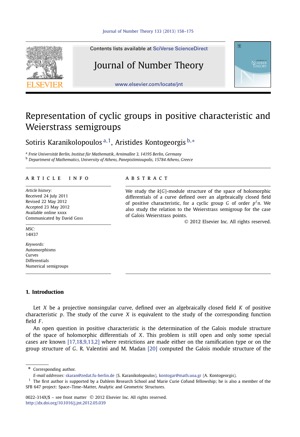 Journal of Number Theory 133 (2013) 158–175
Contents lists available at SciVerse ScienceDirect
Journal of Number Theory
www.elsevier.com/locate/jnt
ELSEVIER
Representation of cyclic groups in positive characteristic and
Weierstrass semigroups
Sotiris Karanikolopoulos a,1, Aristides Kontogeorgis b,∗
a Freie Universität Berlin, Institut für Mathematik, Arnimallee 3, 14195 Berlin, Germany
b Department of Mathematics, University of Athens, Panepistimioupolis, 15784 Athens, Greece
ARTICLE INFO
Article history:
Received 24 July 2011
Revised 22 May 2012
Accepted 23 May 2012
Available online xxxx
Communicated by David Goss
MSC:
14H37
Keywords:
Automorphisms
Curves
Differentials
Numerical semigroups
ABSTRACT
We study the k[G]-module structure of the space of holomorphic
differentials of a curve defined over an algebraically closed field
of positive characteristic, for a cyclic group G of order pℓn. We
also study the relation to the Weierstrass semigroup for the case
of Galois Weierstrass points.
© 2012 Elsevier Inc. All rights reserved.
1. Introduction
Let X be a projective nonsingular curve, defined over an algebraically closed field K of positive
characteristic p. The study of the curve X is equivalent to the study of the corresponding function
field F.
An open question in positive characteristic is the determination of the Galois module structure
of the space of holomorphic differentials of X. This problem is still open and only some special
cases are known [17,18,9,13,2] where restrictions are made either on the ramification type or on the
group structure of G. R. Valentini and M. Madan [20] computed the Galois module structure of the
* Corresponding author.
E-mail addresses: skaran@zedat.fu-berlin.de (S. Karanikolopoulos), kontogar@math.uoa.gr (A. Kontogeorgis).
1 The first author is supported by a Dahlem Research School and Marie Curie Cofund Fellowship; he is also a member of the
SFB 647 project: Space–Time–Matter, Analytic and Geometric Structures.
0022-314X/$ – see front matter © 2012 Elsevier Inc. All rights reserved.
http://dx.doi.org/10.1016/j.jnt.2012.05.039